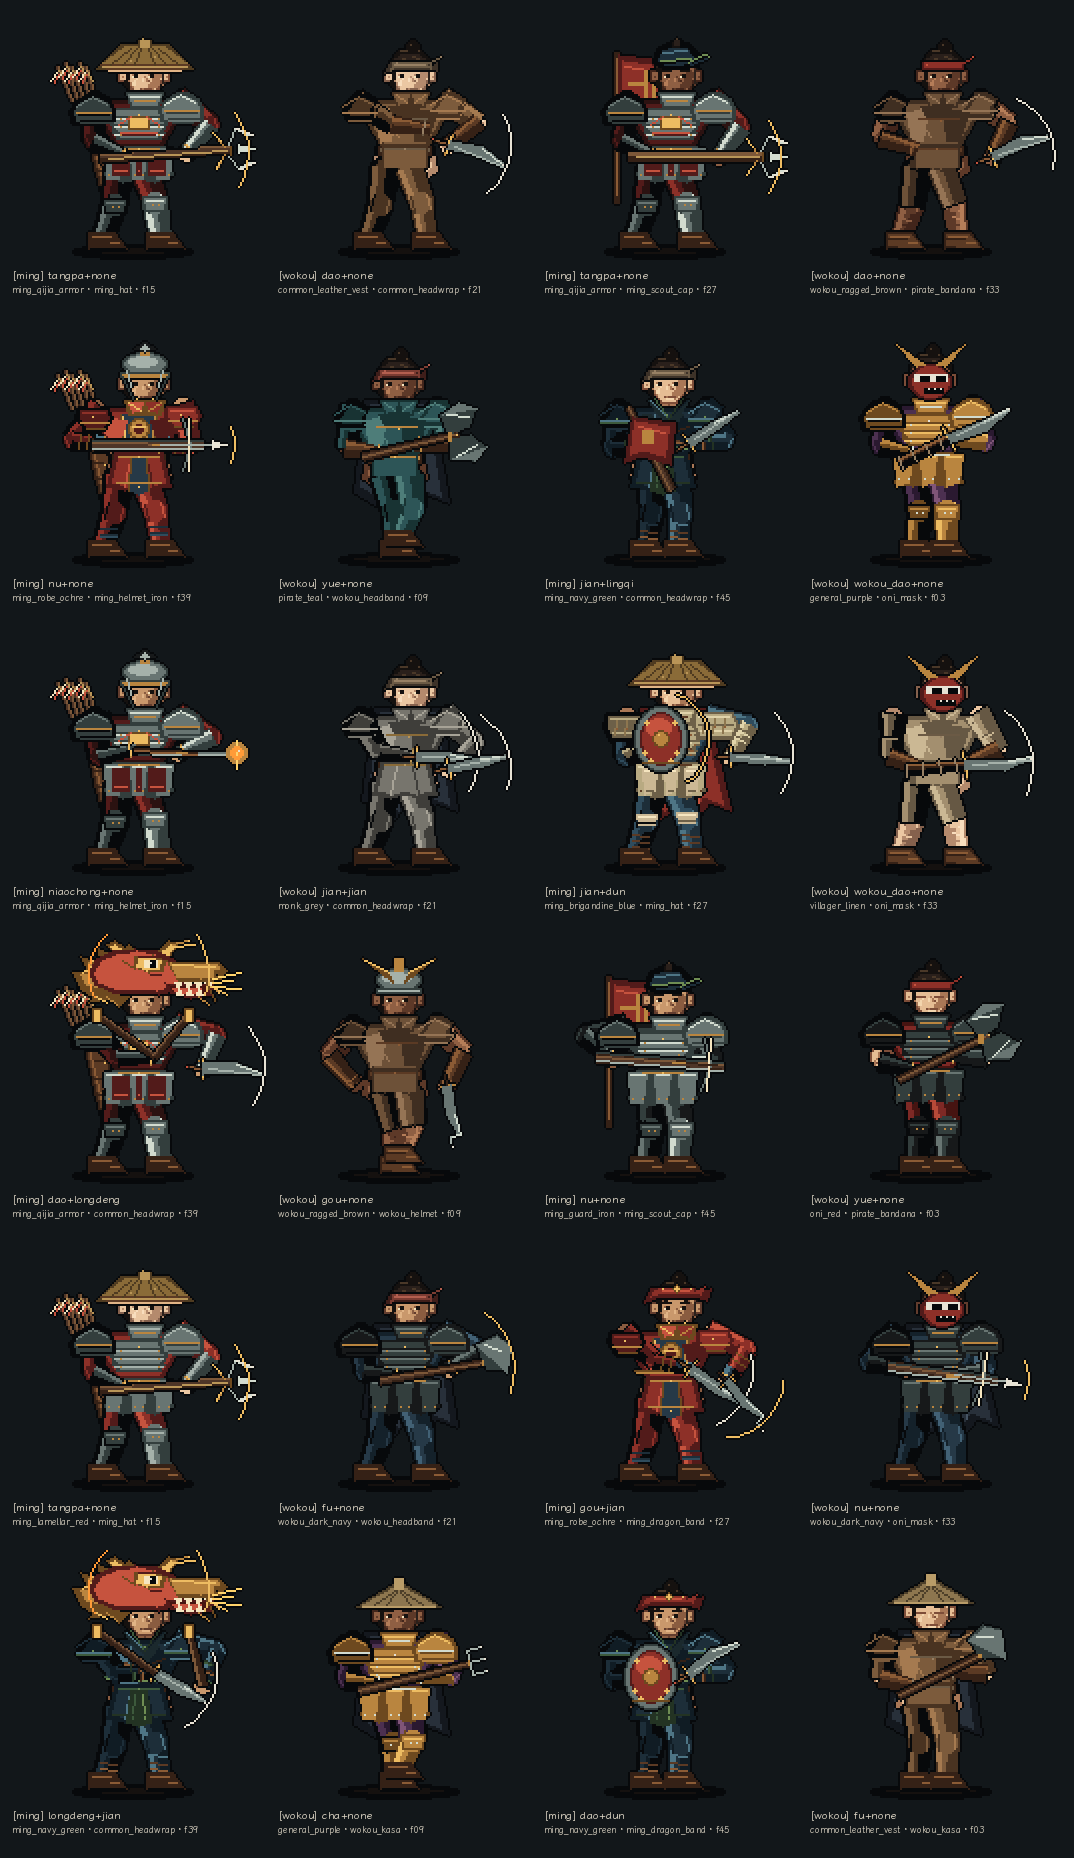 [ming] tangpa+none
ming_qijia_armor • ming_hat • f15
[wokou] dao+none
common_leather_vest • common_headwrap • f21
[ming] tangpa+none
ming_qijia_armor • ming_scout_cap • f27
[wokou] dao+none
wokou_ragged_brown • pirate_bandana • f33
[ming] nu+none
ming_robe_ochre • ming_helmet_iron • f39
[wokou] yue+none
pirate_teal • wokou_headband • f09
[ming] jian+lingqi
ming_navy_green • common_headwrap • f45
[wokou] wokou_dao+none
general_purple • oni_mask • f03
[ming] niaochong+none
ming_qijia_armor • ming_helmet_iron • f15
[wokou] jian+jian
monk_grey • common_headwrap • f21
[ming] jian+dun
ming_brigandine_blue • ming_hat • f27
[wokou] wokou_dao+none
villager_linen • oni_mask • f33
[ming] dao+longdeng
ming_qijia_armor • common_headwrap • f39
[wokou] gou+none
wokou_ragged_brown • wokou_helmet • f09
[ming] nu+none
ming_guard_iron • ming_scout_cap • f45
[wokou] yue+none
oni_red • pirate_bandana • f03
[ming] tangpa+none
ming_lamellar_red • ming_hat • f15
[wokou] fu+none
wokou_dark_navy • wokou_headband • f21
[ming] gou+jian
ming_robe_ochre • ming_dragon_band • f27
[wokou] nu+none
wokou_dark_navy • oni_mask • f33
[ming] longdeng+jian
ming_navy_green • common_headwrap • f39
[wokou] cha+none
general_purple • wokou_kasa • f09
[ming] dao+dun
ming_navy_green • ming_dragon_band • f45
[wokou] fu+none
common_leather_vest • wokou_kasa • f03